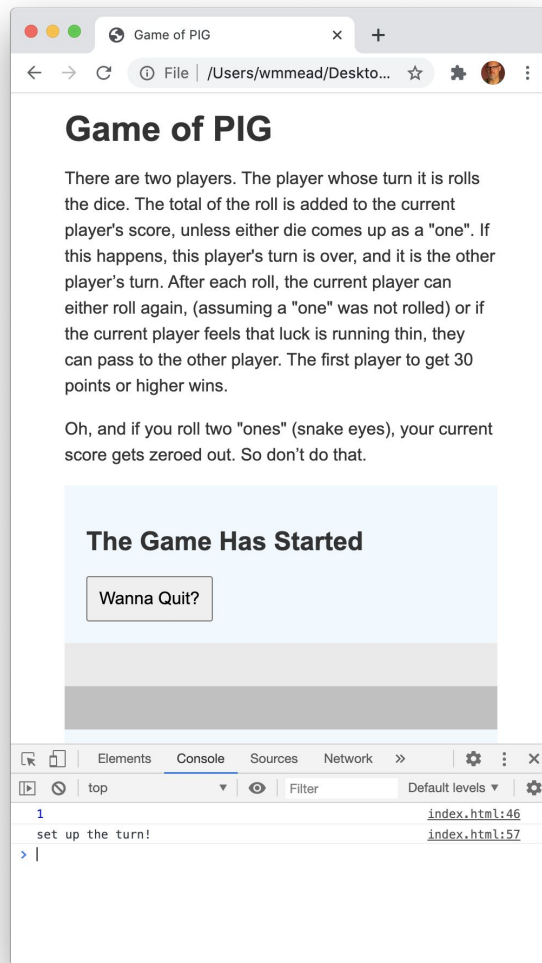 Game of PIG
File | /Users/wmmead/Deskto...
Game of PIG
There are two players. The player whose turn it is rolls
the dice. The total of the roll is added to the current
player's score, unless either die comes up as a "one". If
this happens, this player's turn is over, and it is the other
player’s turn. After each roll, the current player can
either roll again, (assuming a "one" was not rolled) or if
the current player feels that luck is running thin, they
can pass to the other player. The first player to get 30
points or higher wins.
Oh, and if you roll two "ones" (snake eyes), your current
score gets zeroed out. So don’t do that.
The Game Has Started
Wanna Quit?
Elements Console Sources Network »
top Filter Default levels
1 index.html:46
set up the turn! index.html:57
>